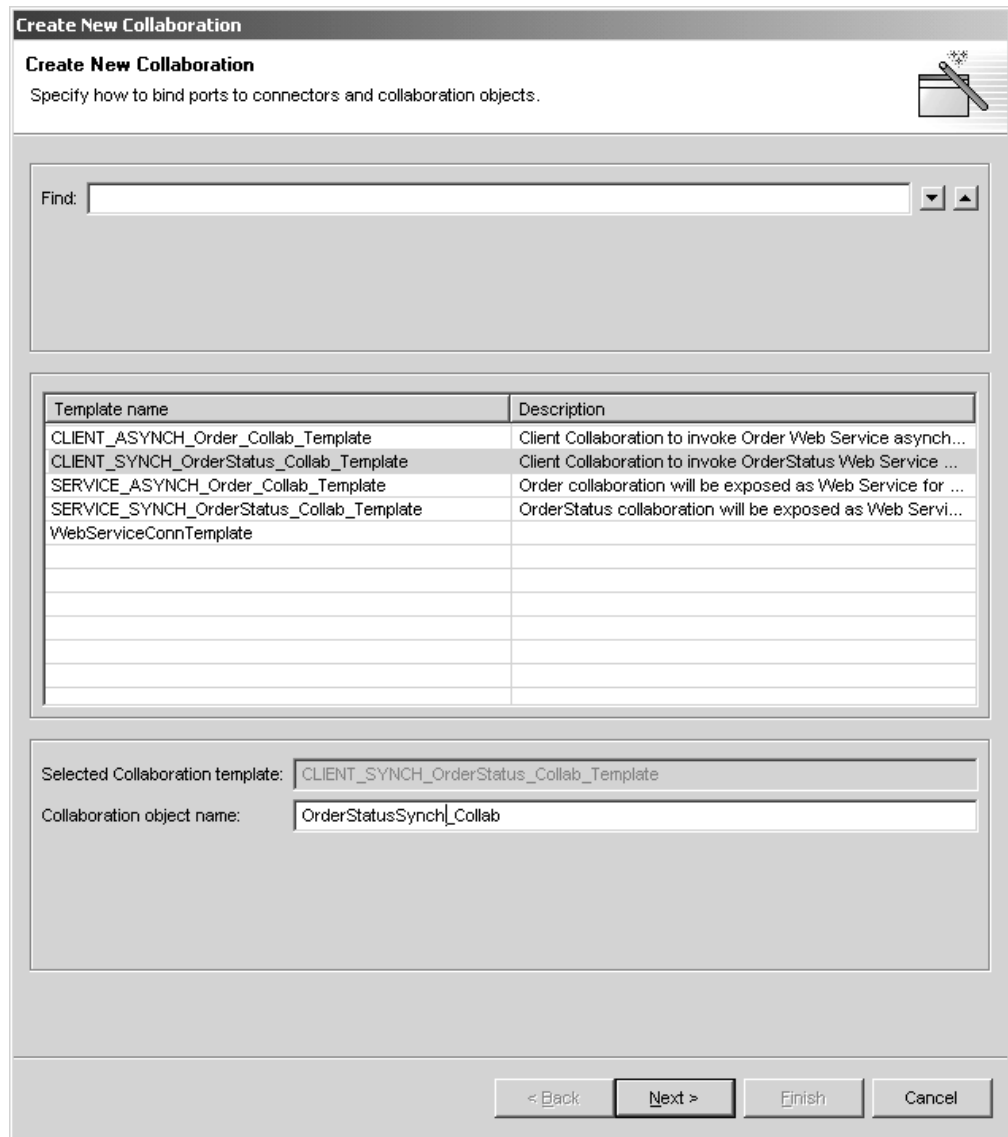 Create New Collaboration
Create New Collaboration
Specify how to bind ports to connectors and collaboration objects.
Find:
Template name Description
CLIENT_ASYNCH_Order_Collab_Template Client Collaboration to invoke Order Web Service asynch...
CLIENT_SYNCH_OrderStatus_Collab_Template Client Collaboration to invoke OrderStatus Web Service ...
SERVICE_ASYNCH_Order_Collab_Template Order collaboration will be exposed as Web Service for ...
SERVICE_SYNCH_OrderStatus_Collab_Template OrderStatus collaboration will be exposed as Web Servi...
WebServiceConnTemplate
Selected Collaboration template: CLIENT_SYNCH_OrderStatus_Collab_Template
Collaboration object name: OrderStatusSynch_Collab
< Back Next > Finish Cancel